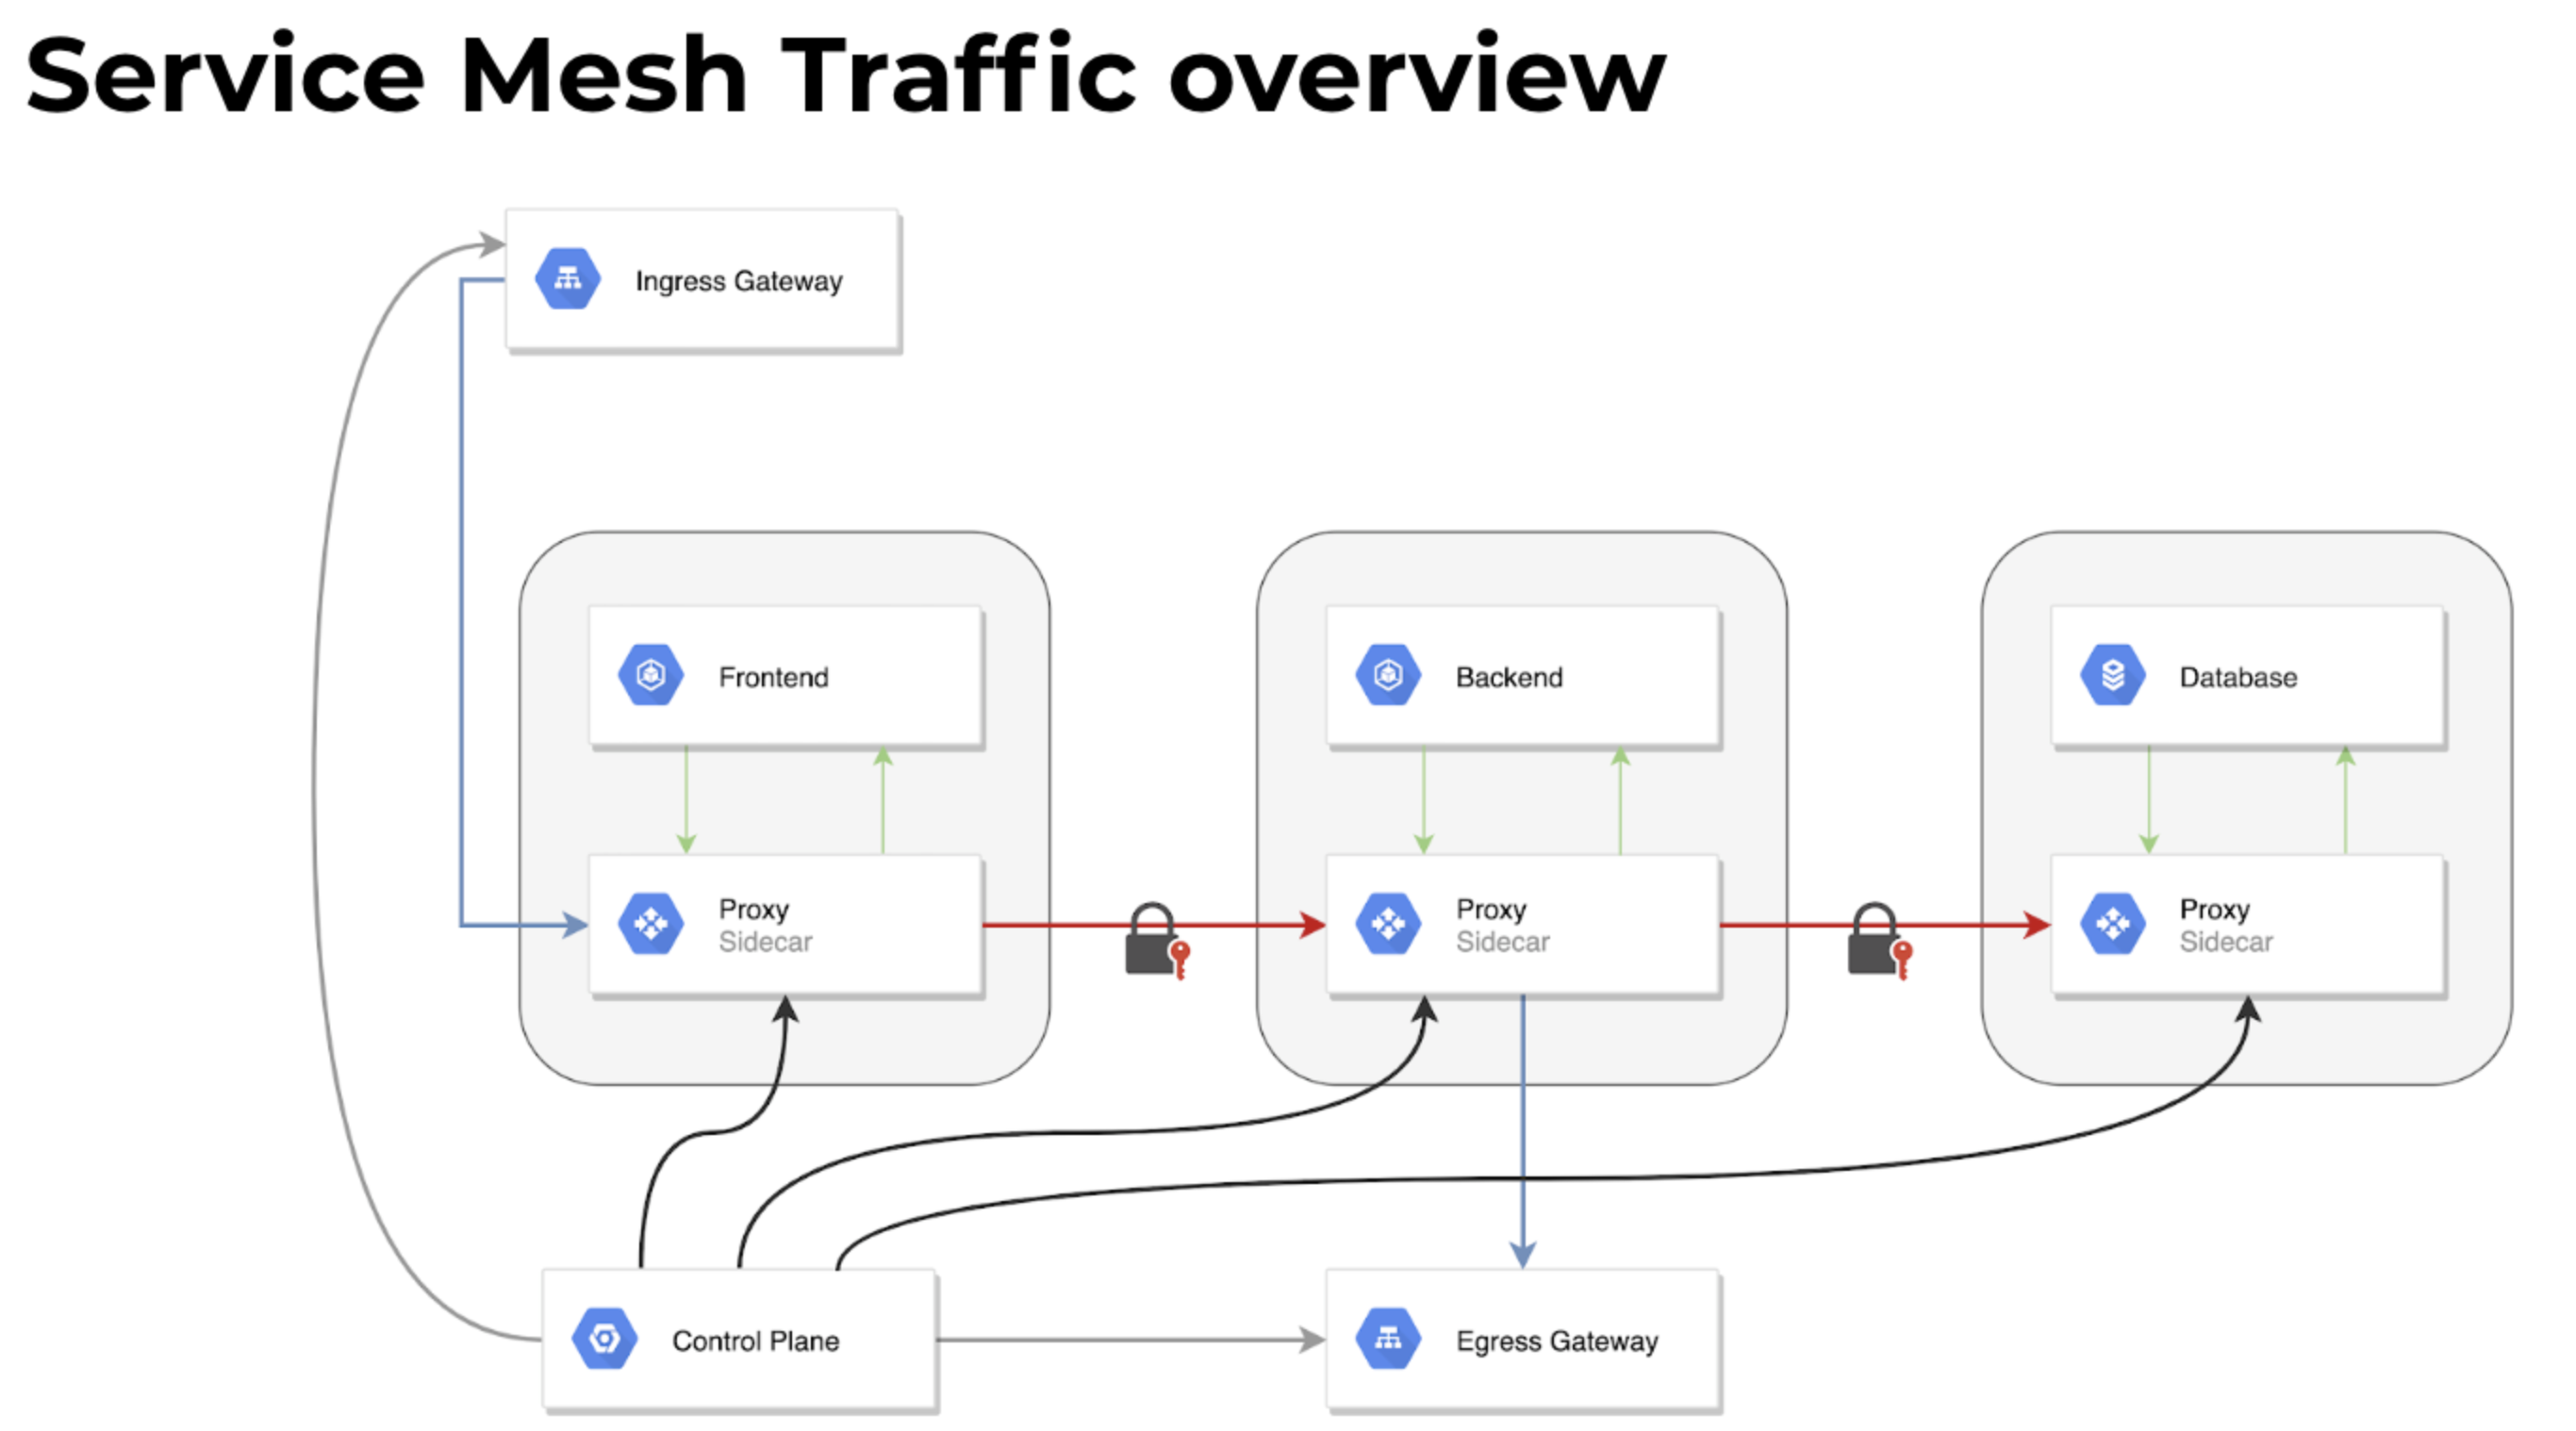 Service Mesh Traffic overview
Ingress Gateway
Frontend
Backend
Database
Proxy
Sidecar
Proxy
Sidecar
Proxy
Sidecar
Control Plane
Egress Gateway